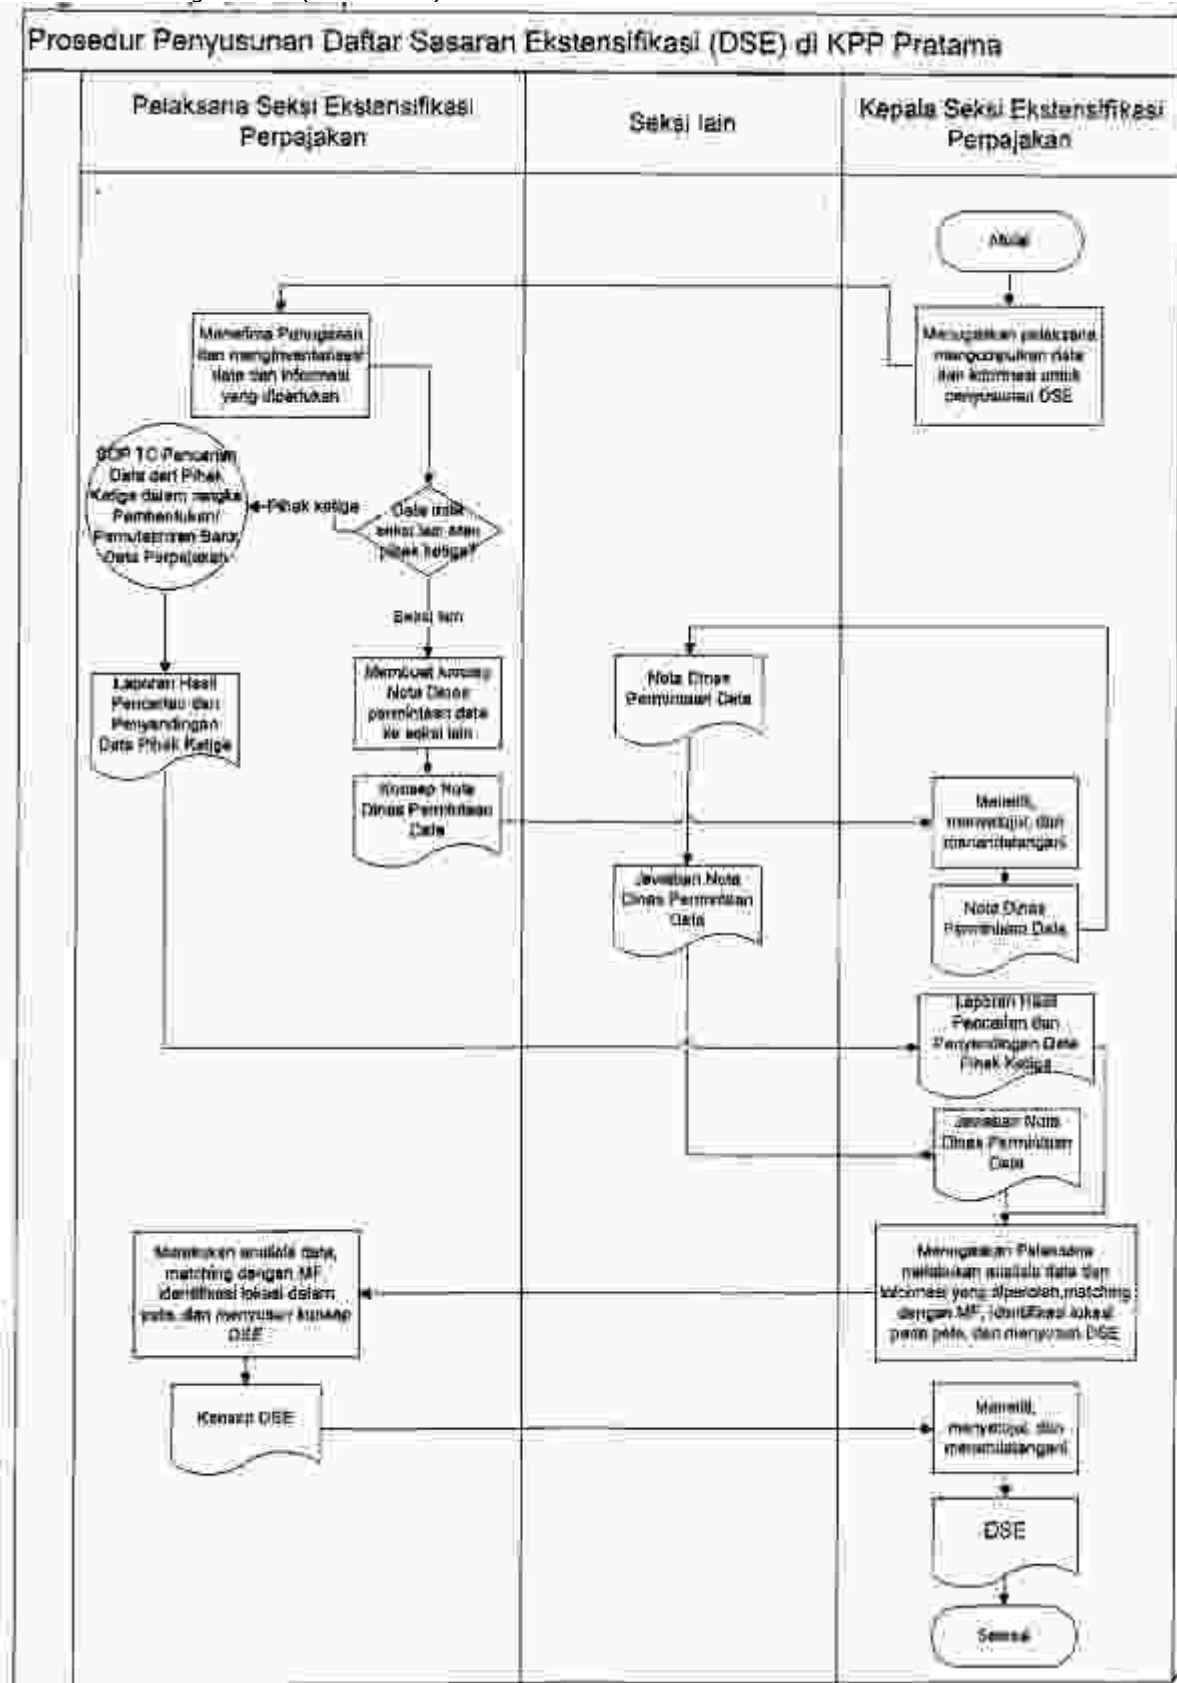 Prosedur Penyusunan Daftar Sasaran Ekstensifikasi (DSE) di KPP Pratama
Pelaksana Seksi Ekstensifikasi
Perpajakan
Seksi lain
Kepala Seksi Ekstensifikasi
Perpajakan
Mulai
Menugaskan pelaksana
mengumpulkan data
dan informasi untuk
penyusunan DSE
Menerima Penugasan
dan menginventarisasi
data dan informasi
yang diperlukan
SOP
Data dari Pihak
Ketiga dalam rangka
Pembentukan/
Pemutakhiran Bank
Data Perpajakan
Pihak ketiga
Data
seksi lain atau
pihak ketiga?
Seksi lain
Laporan Hasil
Pencarian dan
Penyandingan
Data Pihak Ketiga
Membuat konsep
Nota Dinas
permintaan data
ke seksi lain
Nota Dinas
Permintaan Data
Konsep Nota
Dinas Permintaan
Data
Meneliti,
menyetujui, dan
menandatangani
Jawaban Nota
Dinas Permintaan
Data
Nota Dinas
Permintaan Data
Laporan Hasil
Pencarian dan
Penyandingan Data
Pihak Ketiga
Jawaban Nota
Dinas Permintaan
Data
Melakukan analisis data,
matching dengan MF,
identifikasi lokasi dalam
peta, dan menyusun konsep
DSE
Menugaskan Pelaksana
melakukan analisis data dan
informasi yang diperoleh, matching
dengan MF, identifikasi lokasi
pada peta, dan menyusun DSE
Konsep DSE
Meneliti,
menyetujui, dan
menandatangani
DSE
Selesai